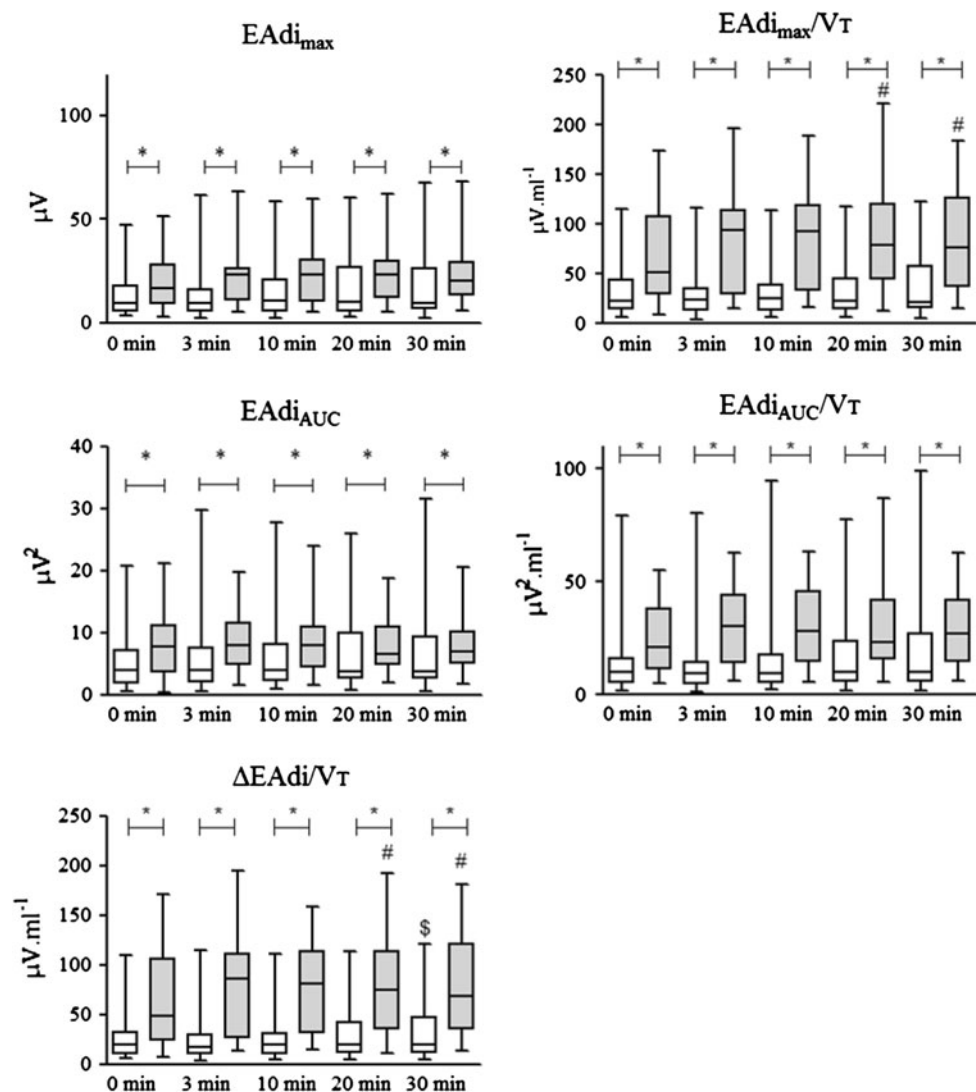 EAdimax
100
50
0
µV
* * * * *
0 min 3 min 10 min 20 min 30 min
EAdimax/VT
250
200
150
100
50
0
µV.ml-1
* * * * *
# #
0 min 3 min 10 min 20 min 30 min
EAdiAUC
40
30
20
10
0
µV2
* * * * *
0 min 3 min 10 min 20 min 30 min
EAdiAUC/VT
100
50
0
µV2.ml-1
* * * * *
0 min 3 min 10 min 20 min 30 min
ΔEAdi/VT
250
200
150
100
50
0
µV.ml-1
* * * * *
# $ #
0 min 3 min 10 min 20 min 30 min